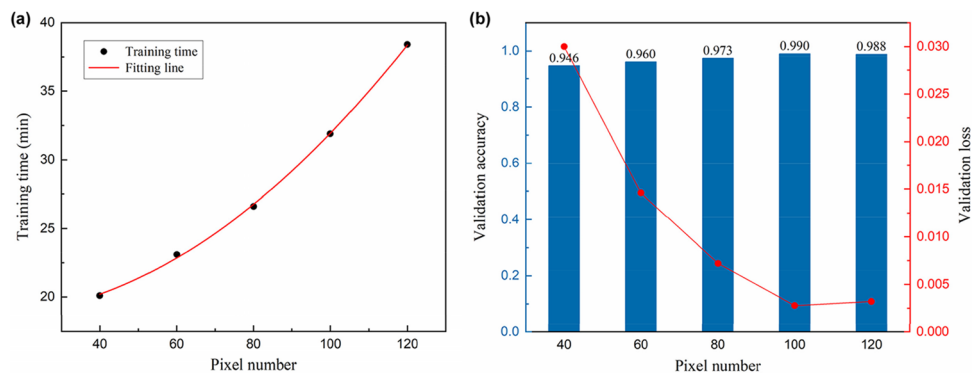 (a)
40
35
30
25
20
Training time (min)
Training time
Fitting line
40 60 80 100 120
Pixel number
(b)
1.0
0.8
0.6
0.4
0.2
0.0
Validation accuracy
0.946 0.960 0.973 0.990 0.988
0.030
0.025
0.020
0.015
0.010
0.005
0.000
Validation loss
40 60 80 100 120
Pixel number